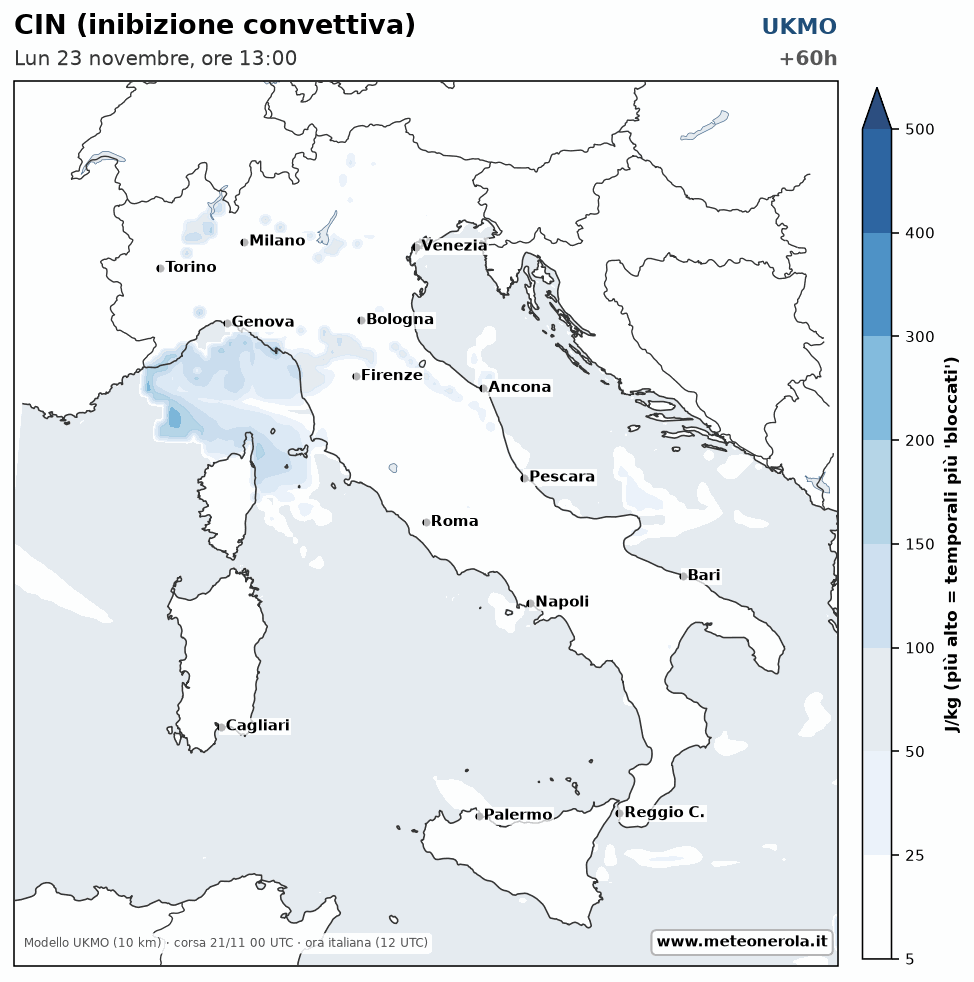 CIN (inibizione convettiva)
UKMO
Lun 23 novembre, ore 13:00
+60h
Milano
Venezia
Torino
Genova
Bologna
Firenze
Ancona
Pescara
Roma
Bari
Napoli
Cagliari
Palermo
Reggio C.
Modello UKMO (10 km) · corsa 21/11 00 UTC · ora italiana (12 UTC)
www.meteonerola.it
500
400
300
200
150
100
50
25
5
J/kg (più alto = temporali più 'bloccati')